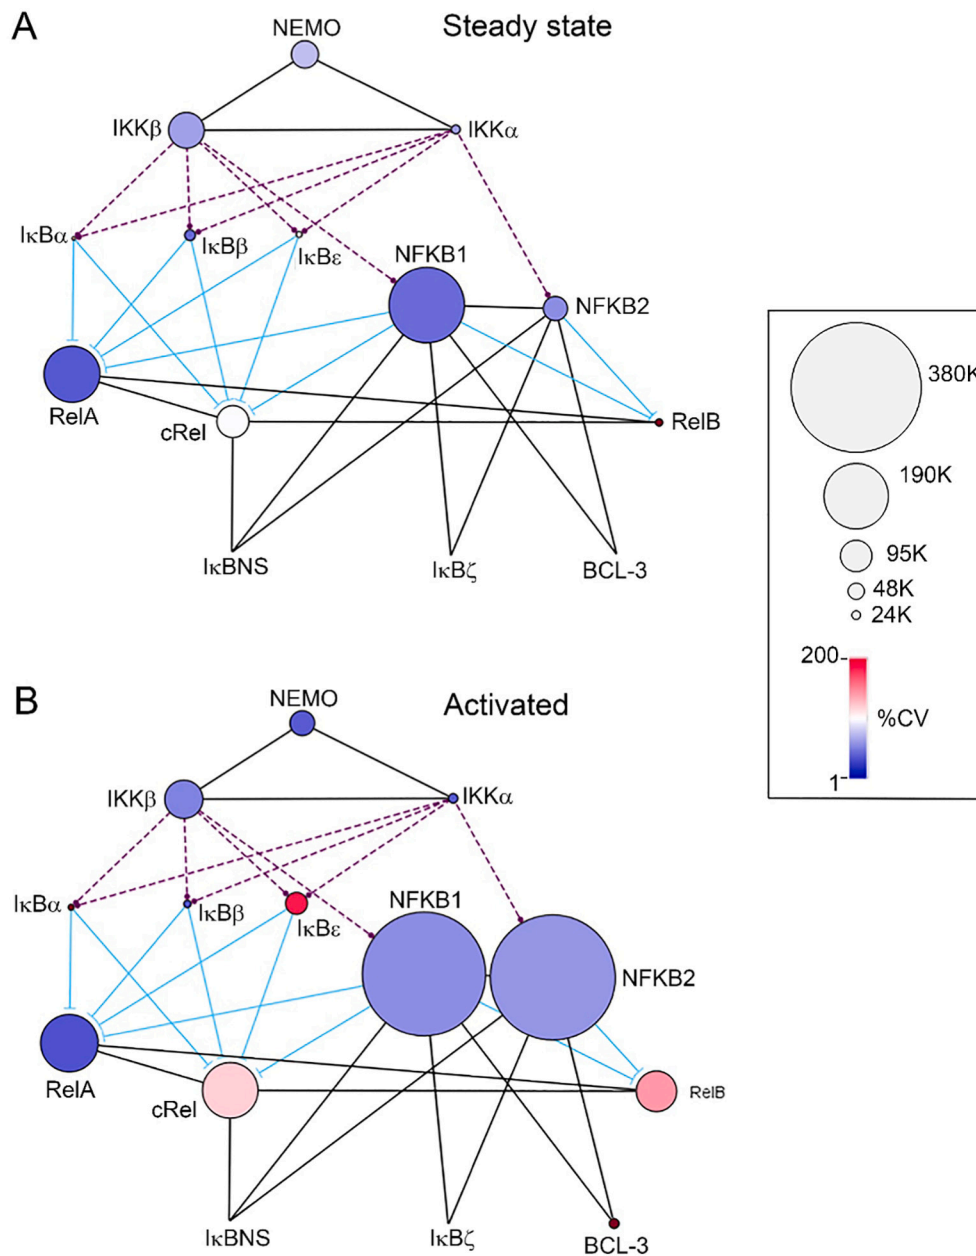 A
Steady state
NEMO
IKKβ
IKKα
IκBα
IκBβ
IκBε
NFKB1
NFKB2
RelA
cRel
RelB
IκBNS
IκBζ
BCL-3
380K
190K
95K
48K
24K
200
%CV
1
B
Activated
NEMO
IKKβ
IKKα
IκBα
IκBβ
IκBε
NFKB1
NFKB2
RelA
cRel
RelB
IκBNS
IκBζ
BCL-3